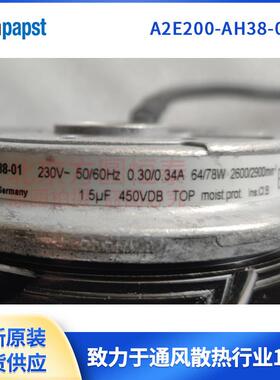 papst
A2E200-AH38-0
38-01 230V~ 50/60Hz 0.30/0.34A 64/78W 2600/2900min
Germany 1.5μF 450VDB TOP moist.prot. Ins.Cl.B
新原装
货供应
致力于通风散热行业1